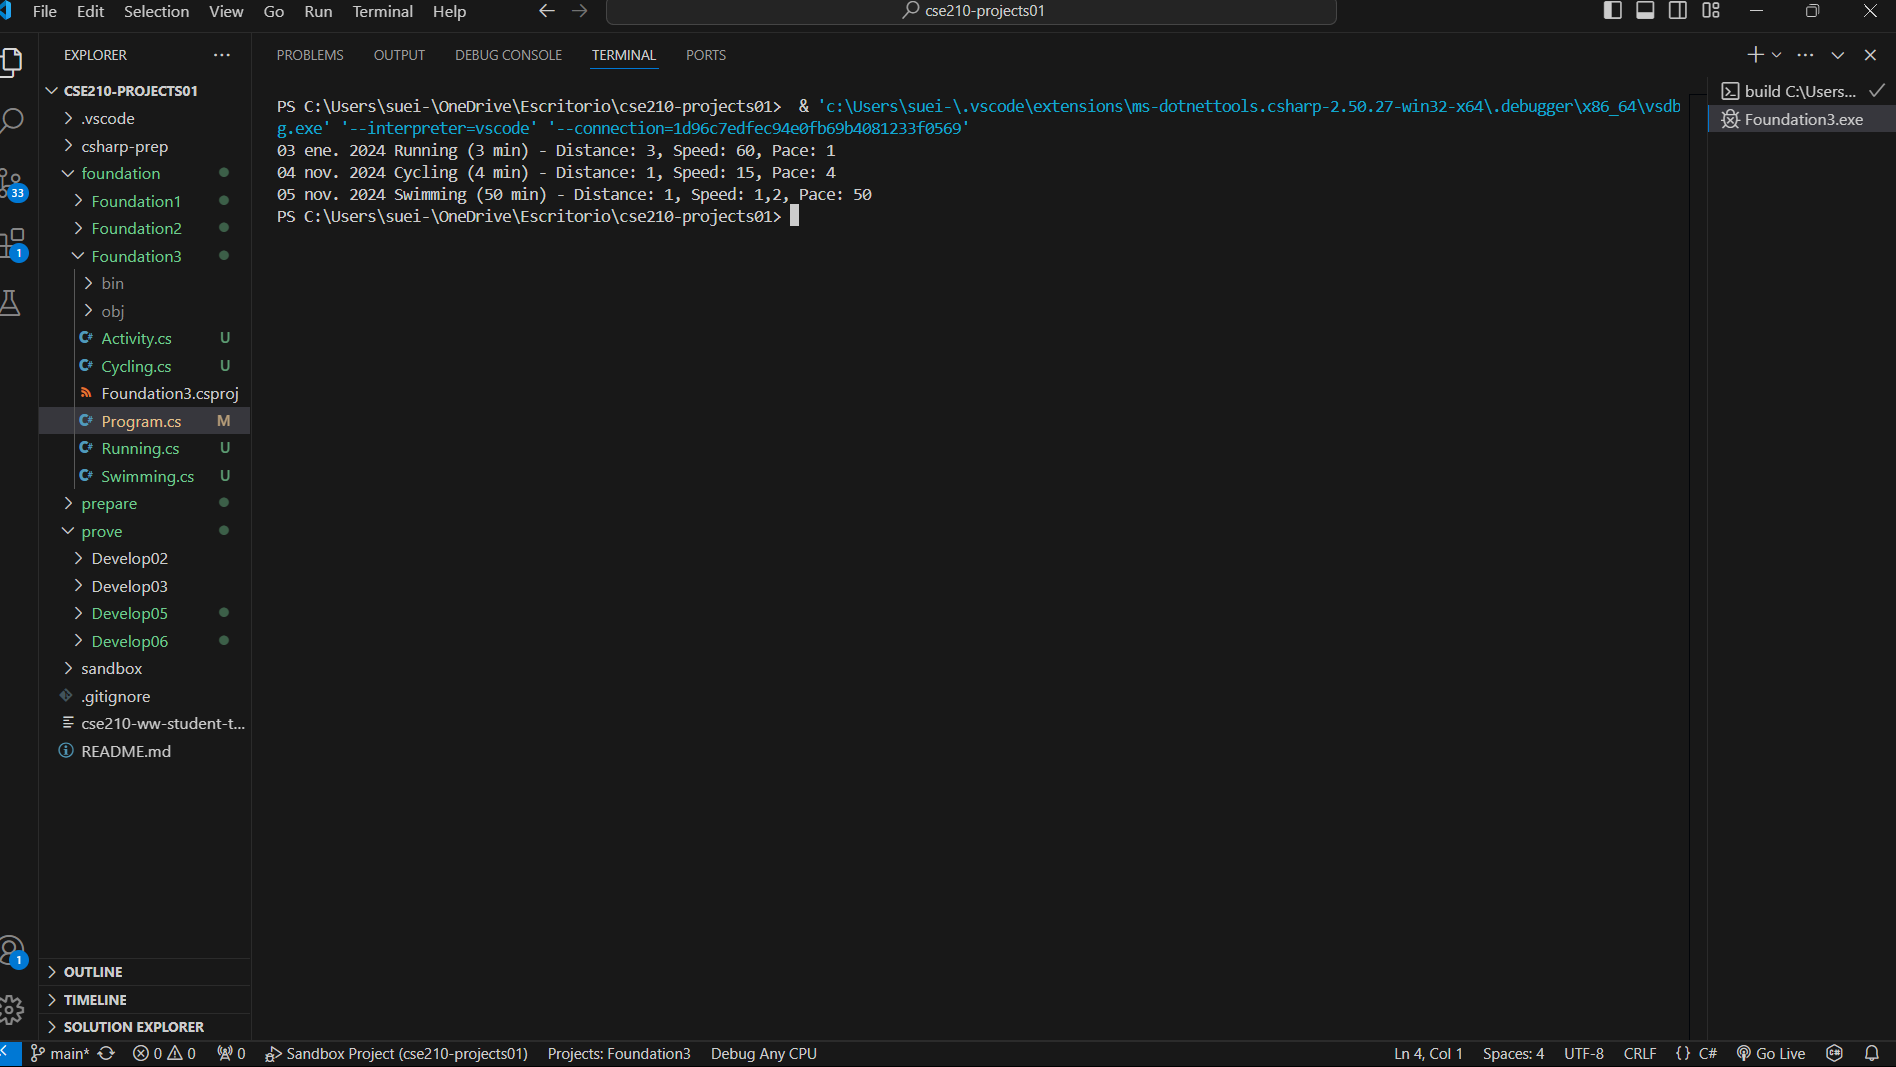 File Edit Selection View Go Run Terminal Help
cse210-projects01
EXPLORER
CSE210-PROJECTS01
.vscode
csharp-prep
foundation
Foundation1
Foundation2
Foundation3
bin
obj
Activity.cs U
Cycling.cs U
Foundation3.csproj
Program.cs M
Running.cs U
Swimming.cs U
prepare
prove
Develop02
Develop03
Develop05
Develop06
sandbox
.gitignore
cse210-ww-student-t...
README.md
OUTLINE
TIMELINE
SOLUTION EXPLORER
33
1
1
PROBLEMS OUTPUT DEBUG CONSOLE TERMINAL PORTS
PS C:\Users\suei-\OneDrive\Escritorio\cse210-projects01>  & 'c:\Users\suei-\.vscode\extensions\ms-dotnettools.csharp-2.50.27-win32-x64\.debugger\x86_64\vsdb
g.exe' '--interpreter=vscode' '--connection=1d96c7edfec94e0fb69b4081233f0569'
03 ene. 2024 Running (3 min) - Distance: 3, Speed: 60, Pace: 1
04 nov. 2024 Cycling (4 min) - Distance: 1, Speed: 15, Pace: 4
05 nov. 2024 Swimming (50 min) - Distance: 1, Speed: 1,2, Pace: 50
PS C:\Users\suei-\OneDrive\Escritorio\cse210-projects01>
build C:\Users...
Foundation3.exe
main* 0 0 0 Sandbox Project (cse210-projects01) Projects: Foundation3 Debug Any CPU Ln 4, Col 1 Spaces: 4 UTF-8 CRLF {} C# Go Live